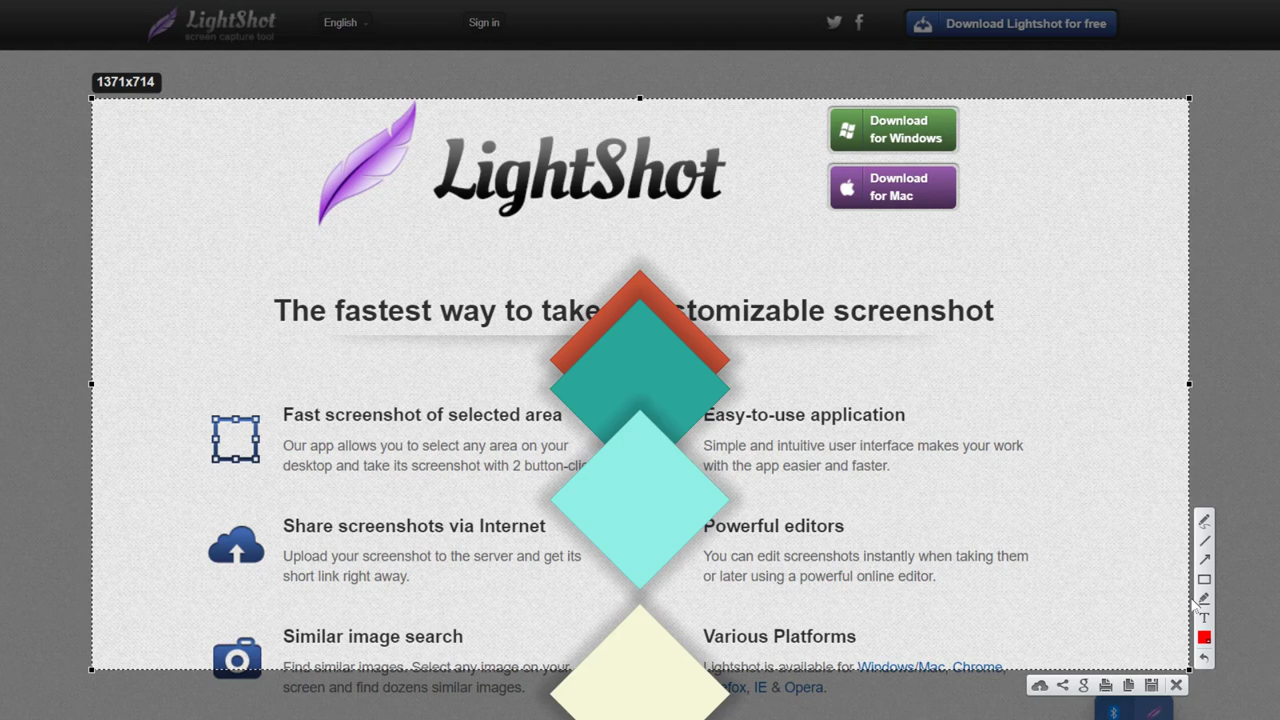 LightShot
screen capture tool
English
Sign in
Download Lightshot for free
1371x714
LightShot
Download
for Windows
Download
for Mac
The fastest way to take customizable screenshot
Fast screenshot of selected area
Our app allows you to select any area on your
desktop and take its screenshot with 2 button-clic
Easy-to-use application
Simple and intuitive user interface makes your work
with the app easier and faster.
Share screenshots via Internet
Upload your screenshot to the server and get its
short link right away.
Powerful editors
You can edit screenshots instantly when taking them
or later using a powerful online editor.
Similar image search
Find similar images. Select any image on your
screen and find dozens similar images.
Various Platforms
Lightshot is available for Windows/Mac, Chrome,
efox, IE & Opera.
T
g